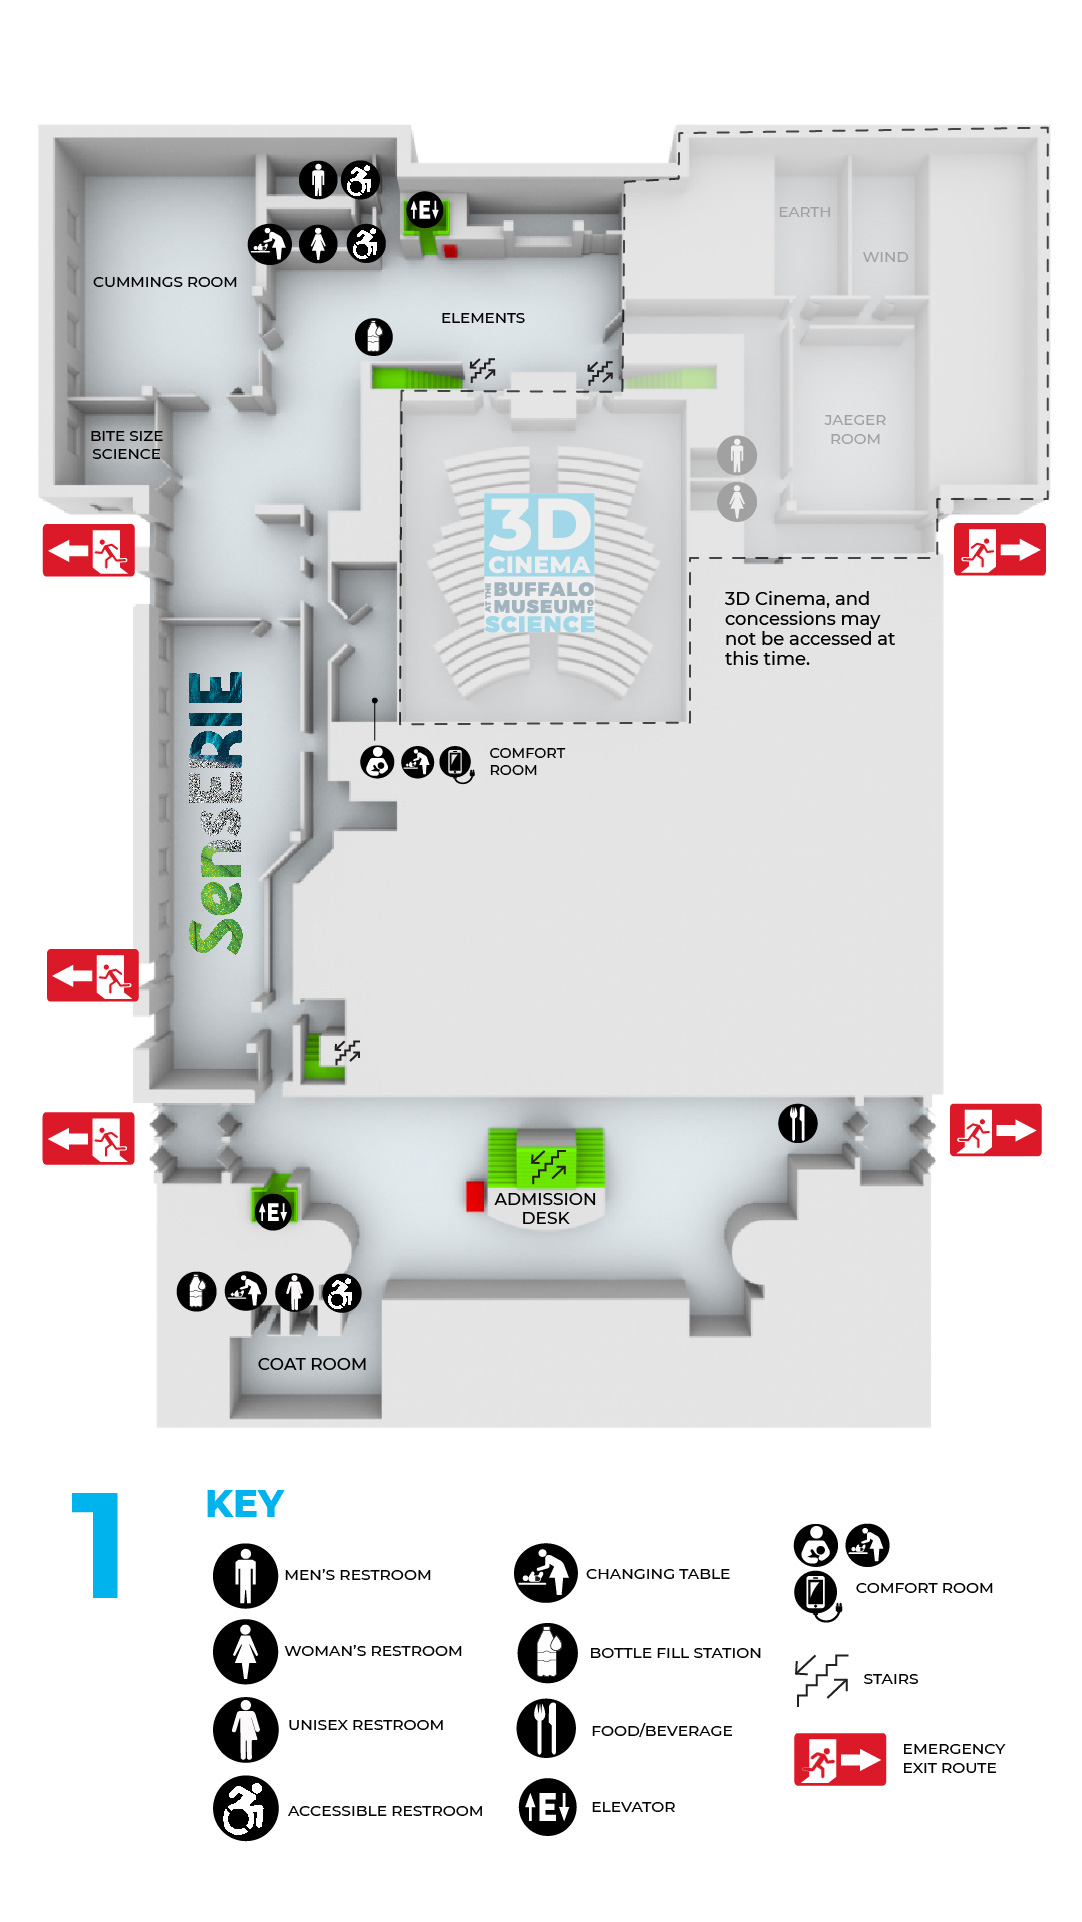 EARTH
WIND
CUMMINGS ROOM
E
ELEMENTS
BITE SIZE
SCIENCE
JAEGER
ROOM
3D
CINEMA
AT THE
BUFFALO
MUSEUM OF
SCIENCE
3D Cinema, and
concessions may
not be accessed at
this time.
SensERIE
COMFORT
ROOM
ADMISSION
DESK
E
COAT ROOM
1
KEY
MEN'S RESTROOM
WOMAN'S RESTROOM
UNISEX RESTROOM
ACCESSIBLE RESTROOM
CHANGING TABLE
BOTTLE FILL STATION
FOOD/BEVERAGE
E
ELEVATOR
COMFORT ROOM
STAIRS
EMERGENCY
EXIT ROUTE